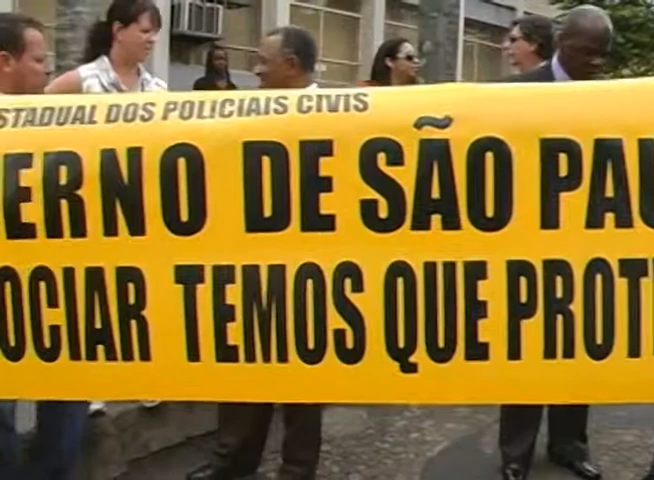 STADUAL DOS POLICIAIS CIVIS
ERNO DE SÃO PAU
OCIAR TEMOS QUE PROT